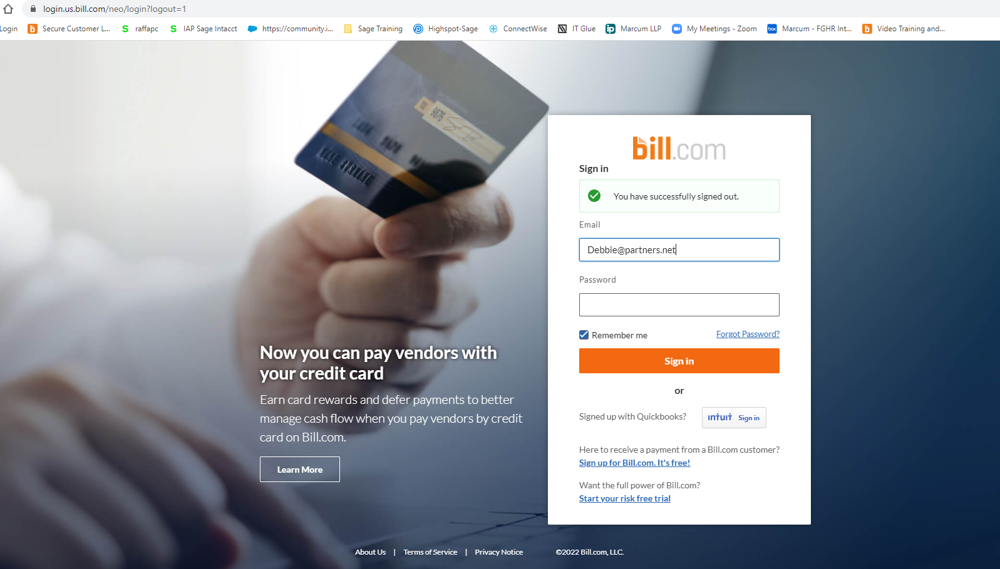 login.us.bill.com/neo/login?logout=1
Login
Secure Customer L...
raffapc
IAP Sage Intacct
https://community.i...
Sage Training
Highspot-Sage
ConnectWise
IT Glue
ip Marcum LLP
My Meetings - Zoom
box Marcum - FGHR Int...
Video Training and...
9876
bill.com
Sign in
You have successfully signed out.
Email
Debbie@partners.net
Password
Remember me
Forgot Password?
Sign in
or
Signed up with Quickbooks?
intuit Sign in
Here to receive a payment from a Bill.com customer?
Sign up for Bill.com. It's free!
Want the full power of Bill.com?
Start your risk free trial
Now you can pay vendors with
your credit card
Earn card rewards and defer payments to better
manage cash flow when you pay vendors by credit
card on Bill.com.
Learn More
About Us | Terms of Service | Privacy Notice ©2022 Bill.com, LLC.